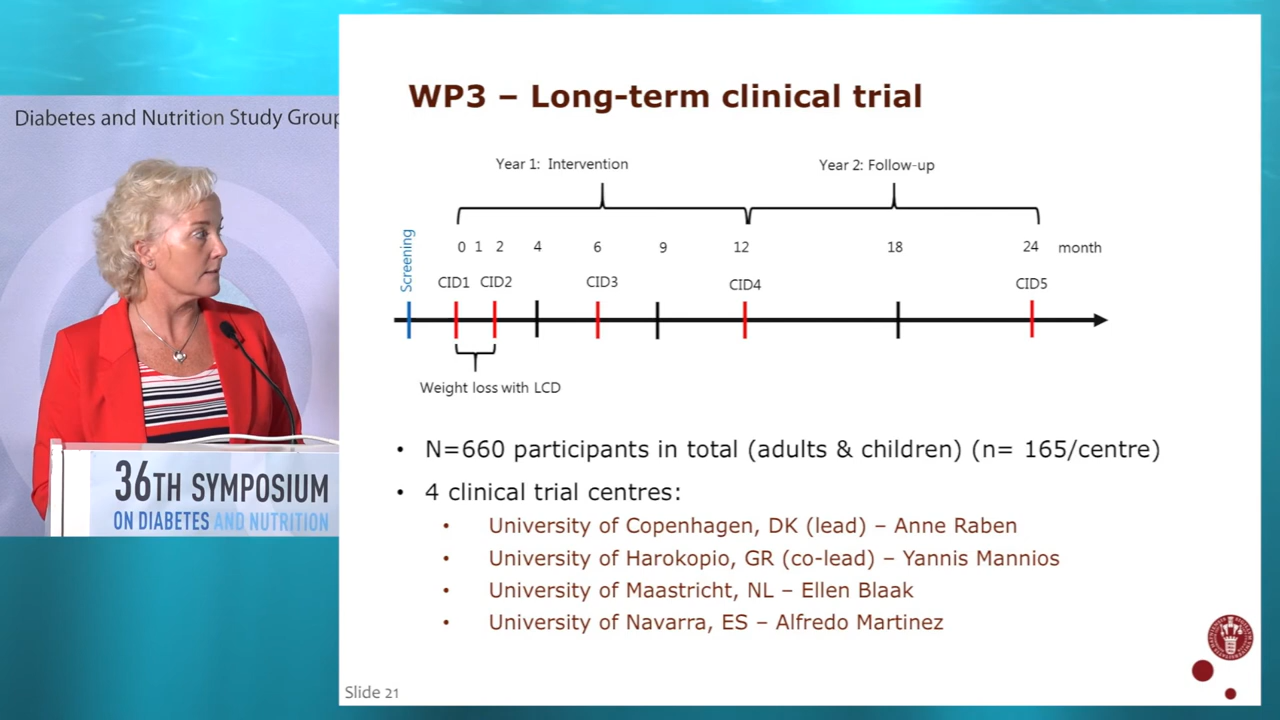 Diabetes and Nutrition Study Group
36TH SYMPOSIUM
ON DIABETES AND NUTRITION
WP3 – Long-term clinical trial
Year 1: Intervention
Year 2: Follow-up
Screening
0 1 2 4 6 9 12 18 24 month
CID1 CID2 CID3 CID4 CID5
Weight loss with LCD
• N=660 participants in total (adults & children) (n= 165/centre)
• 4 clinical trial centres:
• University of Copenhagen, DK (lead) – Anne Raben
• University of Harokopio, GR (co-lead) – Yannis Mannios
• University of Maastricht, NL – Ellen Blaak
• University of Navarra, ES – Alfredo Martinez
Slide 21